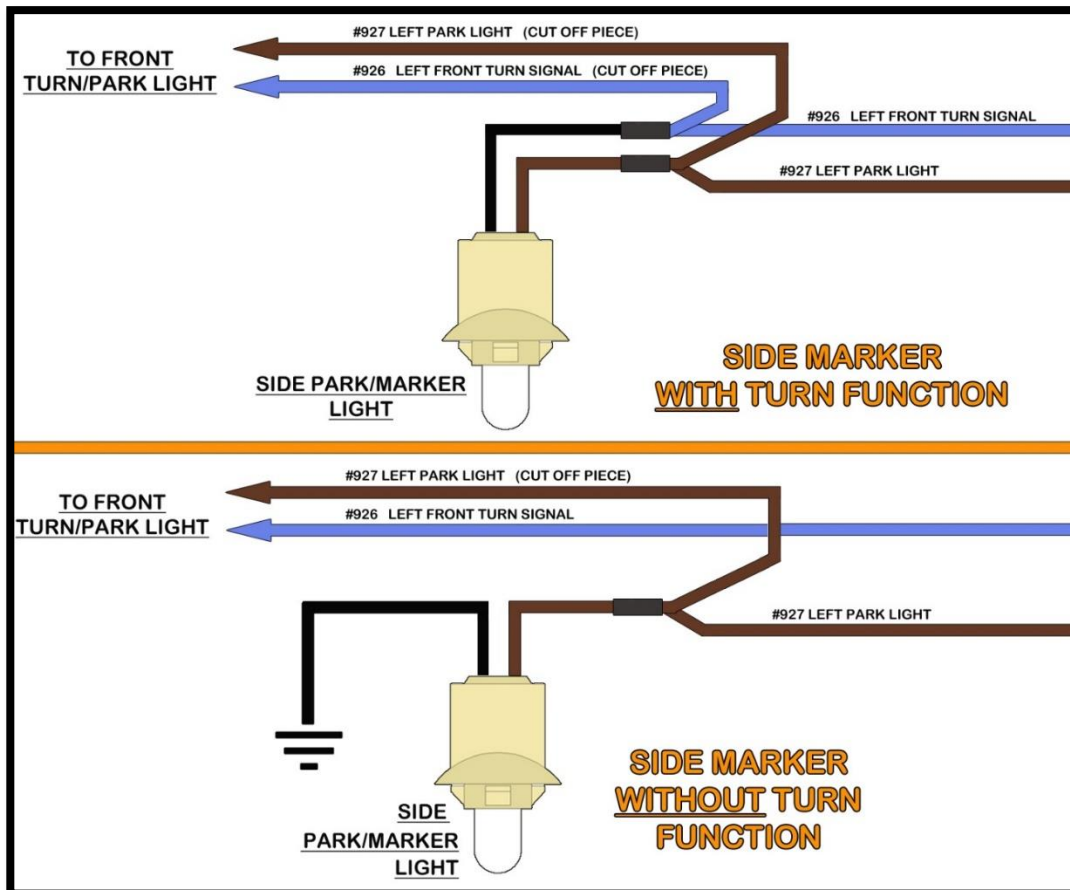 #927 LEFT PARK LIGHT (CUT OFF PIECE)
TO FRONT
TURN/PARK LIGHT
#926 LEFT FRONT TURN SIGNAL (CUT OFF PIECE)
#926 LEFT FRONT TURN SIGNAL
#927 LEFT PARK LIGHT
SIDE PARK/MARKER
LIGHT
SIDE MARKER
WITH TURN FUNCTION
#927 LEFT PARK LIGHT (CUT OFF PIECE)
TO FRONT
TURN/PARK LIGHT
#926 LEFT FRONT TURN SIGNAL
#927 LEFT PARK LIGHT
SIDE
PARK/MARKER
LIGHT
SIDE MARKER
WITHOUT TURN
FUNCTION